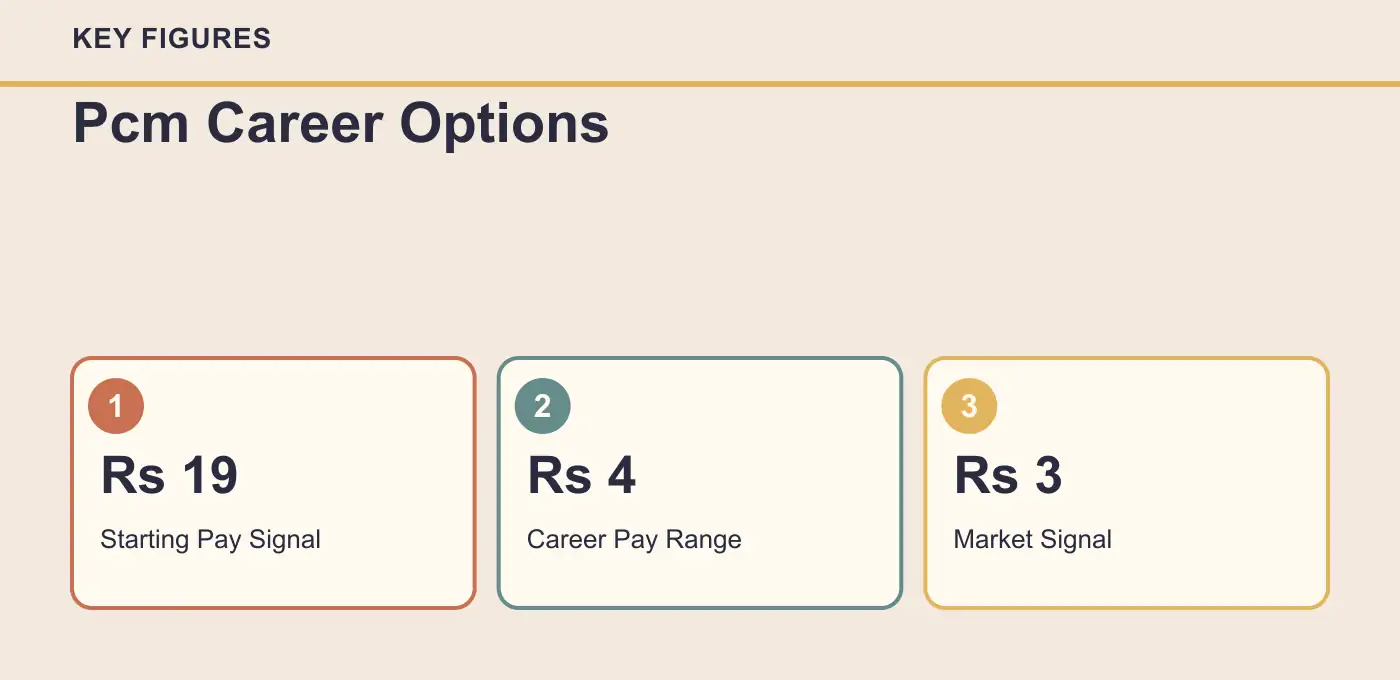 KEY FIGURES
Pcm Career Options
1
Rs 19
Starting Pay Signal
2
Rs 4
Career Pay Range
3
Rs 3
Market Signal